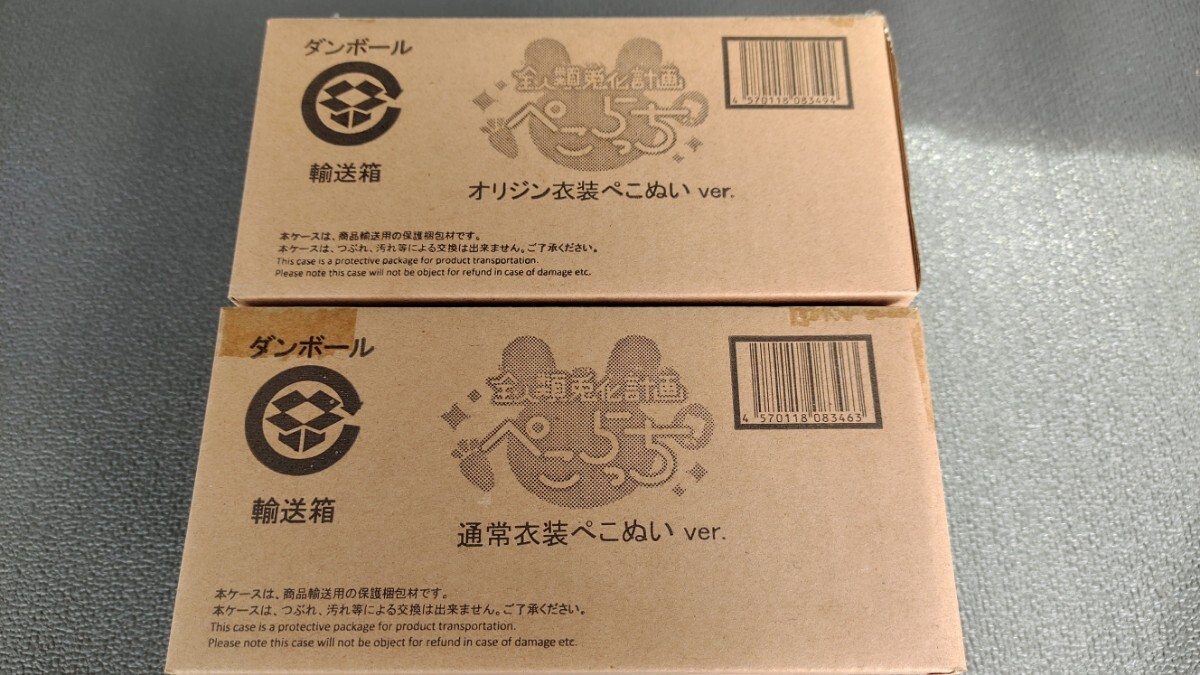 ダンボール
輸送箱
全人類兎化計画
ぺこらっち
オリジン衣装ぺこぬい ver.
4 570118 083494
本ケースは、商品輸送用の保護梱包材です。
本ケースは、つぶれ、汚れ等による交換は出来ません。ご了承ください。
This case is a protective package for product transportation.
Please note this case will not be object for refund in case of damage etc.
ダンボール
輸送箱
全人類兎化計画
ぺこらっち
通常衣装ぺこぬい ver.
4 570118 083463
本ケースは、商品輸送用の保護梱包材です。
本ケースは、つぶれ、汚れ等による交換は出来ません。ご了承ください。
This case is a protective package for product transportation.
Please note this case will not be object for refund in case of damage etc.